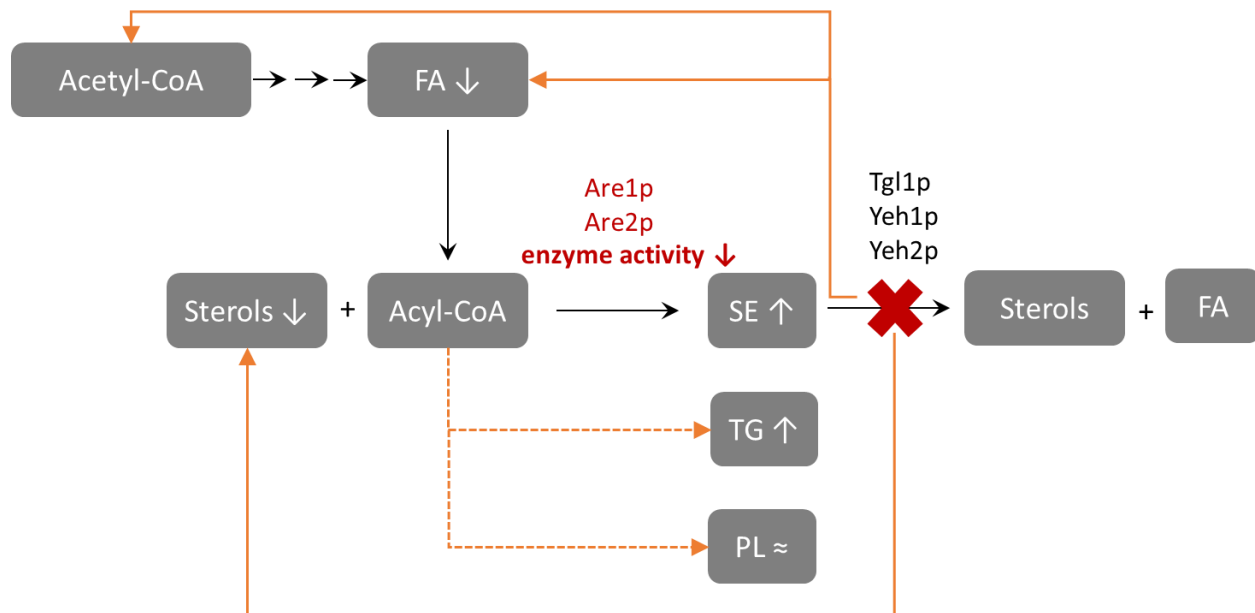 Acetyl-CoA
FA ↓
Are1p
Are2p
enzyme activity ↓
Tgl1p
Yeh1p
Yeh2p
Sterols ↓
+
Acyl-CoA
SE ↑
Sterols
+
FA
TG ↑
PL ≈